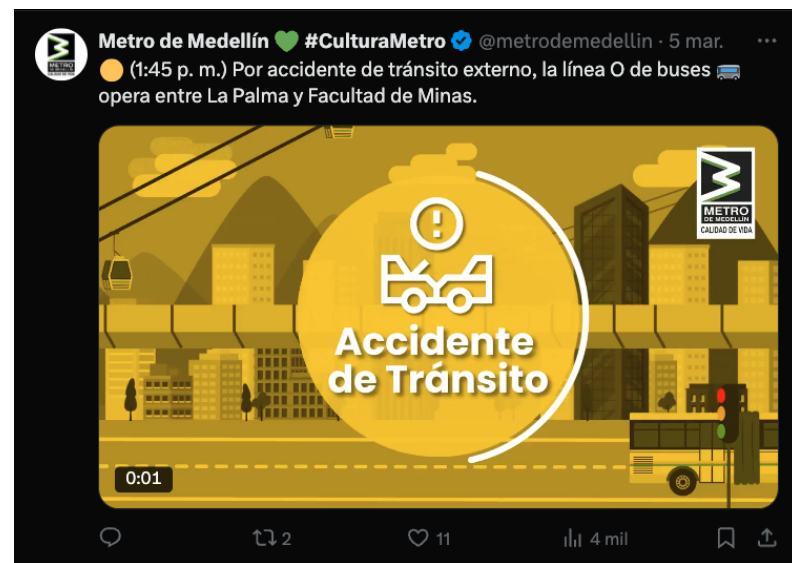 Metro de Medellín 💚 #CulturaMetro @metrodemedellin · 5 mar.
🟡 (1:45 p. m.) Por accidente de tránsito externo, la línea O de buses 🚌
opera entre La Palma y Facultad de Minas.
METRO
DE MEDELLÍN
CALIDAD DE VIDA
Accidente
de Tránsito
0:01
2
11
4 mil